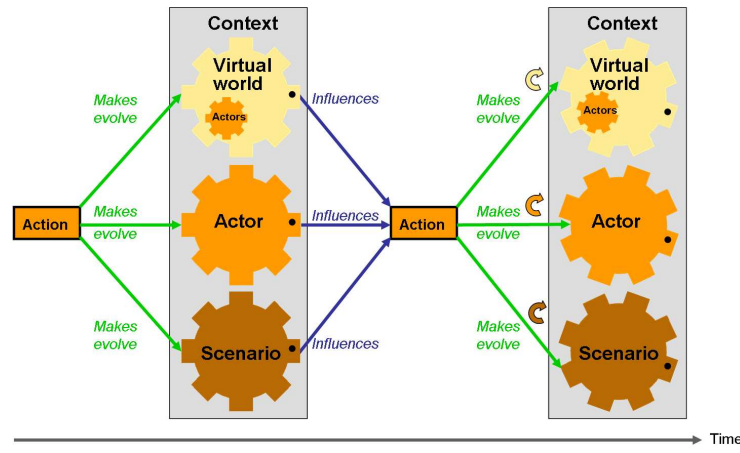 Context
Virtual
world
Actors
Makes
evolve
Action
Makes
evolve
Actor
Makes
evolve
Scenario
Influences
Influences
Influences
Action
Context
Makes
evolve
Virtual
world
Actors
Makes
evolve
Actor
Makes
evolve
Scenario
Time